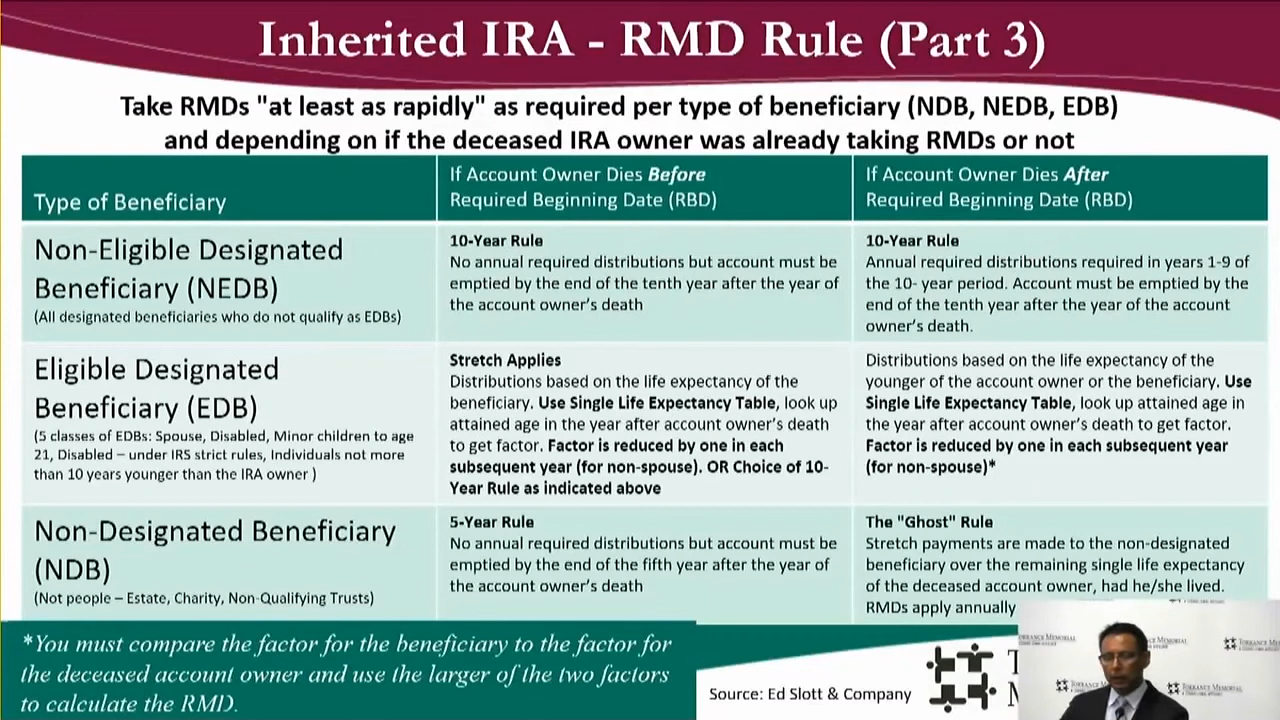 Inherited IRA - RMD Rule (Part 3)
Take RMDs "at least as rapidly" as required per type of beneficiary (NDB, NEDB, EDB)
and depending on if the deceased IRA owner was already taking RMDs or not
Type of Beneficiary
If Account Owner Dies Before
Required Beginning Date (RBD)
If Account Owner Dies After
Required Beginning Date (RBD)
Non-Eligible Designated
Beneficiary (NEDB)
(All designated beneficiaries who do not qualify as EDBs)
10-Year Rule
No annual required distributions but account must be
emptied by the end of the tenth year after the year of
the account owner's death
10-Year Rule
Annual required distributions required in years 1-9 of
the 10- year period. Account must be emptied by the
end of the tenth year after the year of the account
owner's death.
Eligible Designated
Beneficiary (EDB)
(5 classes of EDBs: Spouse, Disabled, Minor children to age
21, Disabled – under IRS strict rules, Individuals not more
than 10 years younger than the IRA owner )
Stretch Applies
Distributions based on the life expectancy of the
beneficiary. Use Single Life Expectancy Table, look up
attained age in the year after account owner's death
to get factor. Factor is reduced by one in each
subsequent year (for non-spouse). OR Choice of 10-
Year Rule as indicated above
Distributions based on the life expectancy of the
younger of the account owner or the beneficiary. Use
Single Life Expectancy Table, look up attained age in
the year after account owner's death to get factor.
Factor is reduced by one in each subsequent year
(for non-spouse)*
Non-Designated Beneficiary
(NDB)
(Not people – Estate, Charity, Non-Qualifying Trusts)
5-Year Rule
No annual required distributions but account must be
emptied by the end of the fifth year after the year of
the account owner's death
The "Ghost" Rule
Stretch payments are made to the non-designated
beneficiary over the remaining single life expectancy
of the deceased account owner, had he/she lived.
RMDs apply annually
*You must compare the factor for the beneficiary to the factor for
the deceased account owner and use the larger of the two factors
to calculate the RMD.
Source: Ed Slott & Company
T
M
TORRANCE MEMORIAL